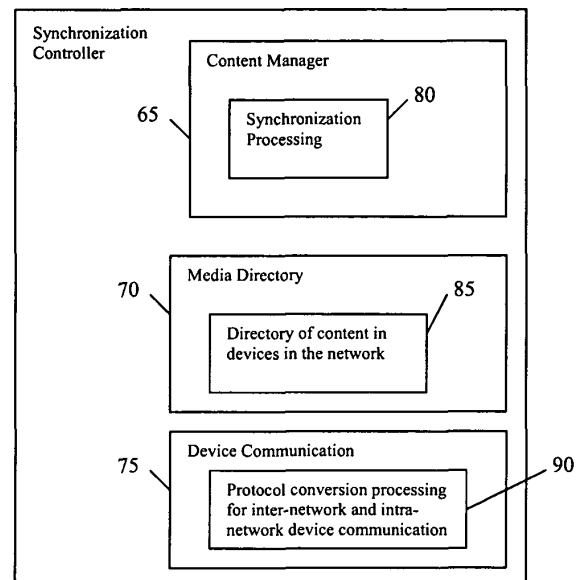 Synchronization
Controller
Content Manager
80
65
Synchronization
Processing
Media Directory
70
85
Directory of content in
devices in the network
Device Communication
75
90
Protocol conversion processing
for inter-network and intra-
network device communication